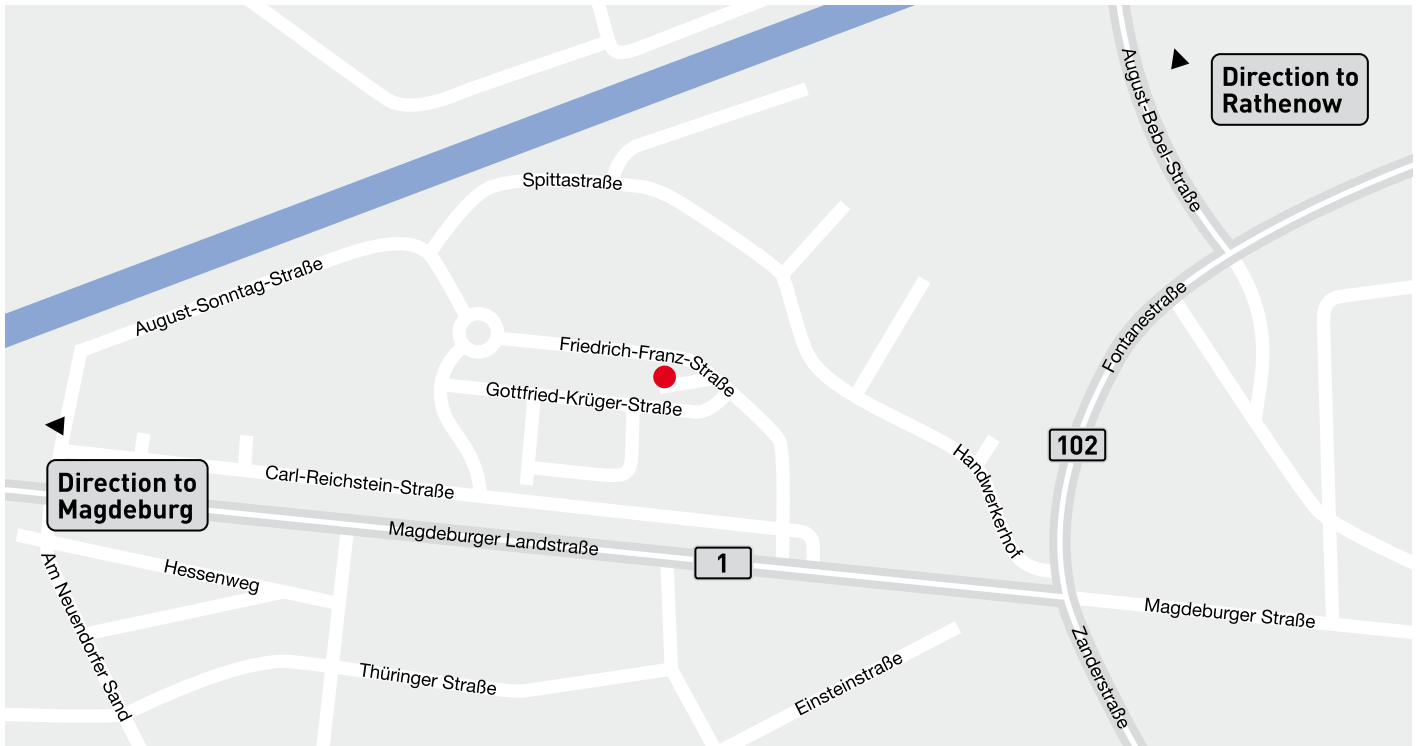 Direction to
Rathenow
August-Bebel-Straße
Spittastraße
August-Sonntag-Straße
Fontanestraße
Friedrich-Franz-Straße
Gottfried-Krüger-Straße
102
Handwerkerhof
Direction to
Magdeburg
Carl-Reichstein-Straße
Magdeburger Landstraße
1
Hessenweg
Am Neuendorfer Sand
Magdeburger Straße
Zanderstraße
Thüringer Straße
Einsteinstraße